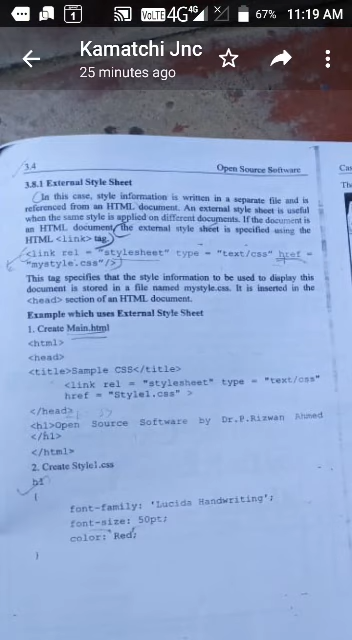 VoLTE 4G 4G 67% 11:19 AM
1
Kamatchi Jnc
25 minutes ago
3.4 Open Source Software
3.8.1 External Style Sheet
In this case, style information is written in a separate file and is
referenced from an HTML document. An external style sheet is useful
when the same style is applied on different documents. If the document is
an HTML document, the external style sheet is specified using the
HTML <link> tag.
<link rel = "stylesheet" type = "text/css" href =
"mystyle.css"/>
This tag specifies that the style information to be used to display this
document is stored in a file named mystyle.css. It is inserted in the
<head> section of an HTML document.
Example which uses External Style Sheet
1. Create Main.html
<html>
<head>
<title>Sample CSS</title>
<link rel = "stylesheet" type = "text/css"
href = "Style1.css" >
</head>
<h1>Open Source Software by Dr.P.Rizwan Ahmed
</h1>
</html>
2. Create Style1.css
h1
{
font-family: 'Lucida Handwriting';
font-size: 50pt;
color: Red;
}